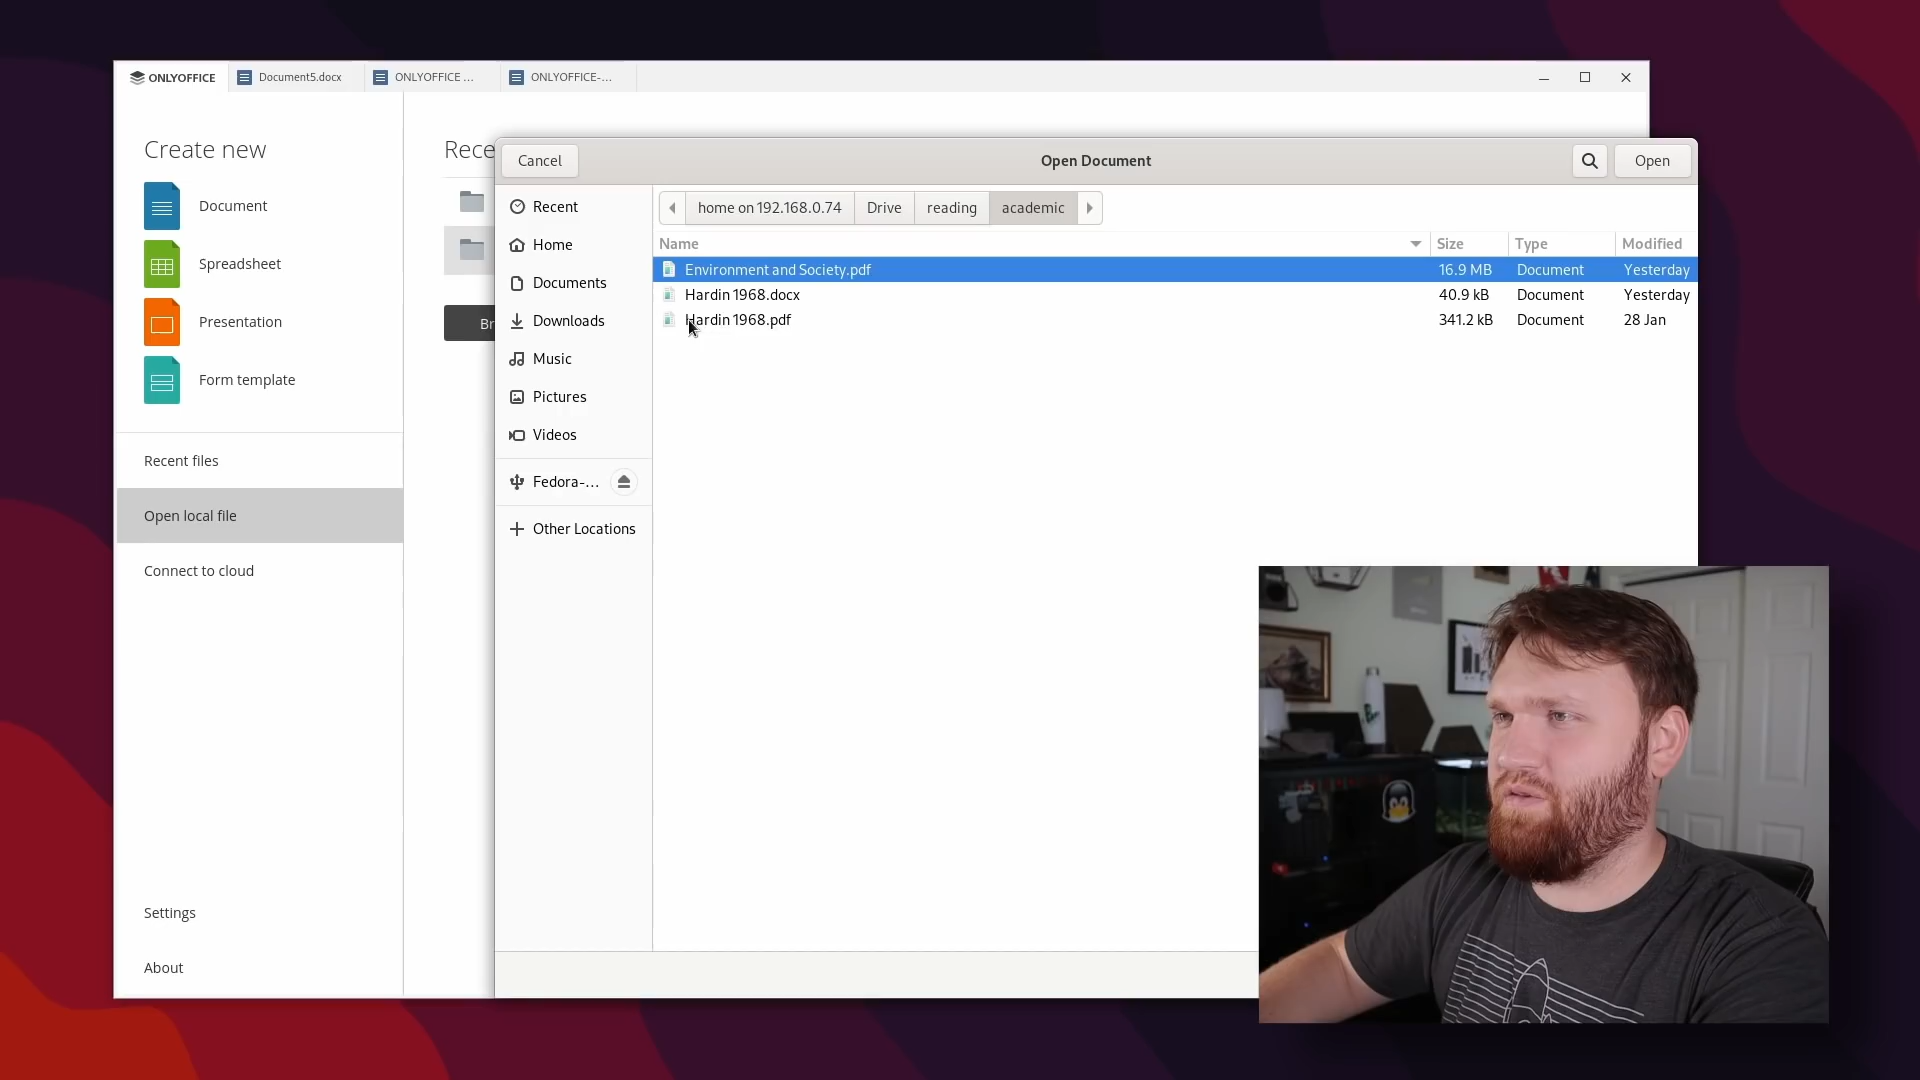 ONLYOFFICE
Document5.docx
ONLYOFFICE ...
ONLYOFFICE-...
Create new
Document
Spreadsheet
Presentation
Form template
Recent files
Open local file
Connect to cloud
Settings
About
Rece
Br
Cancel
Open Document
Open
Recent
Home
Documents
Downloads
Music
Pictures
Videos
Fedora-...
Other Locations
home on 192.168.0.74
Drive
reading
academic
Name Size Type Modified
Environment and Society.pdf 16.9 MB Document Yesterday
Hardin 1968.docx 40.9 kB Document Yesterday
Hardin 1968.pdf 341.2 kB Document 28 Jan